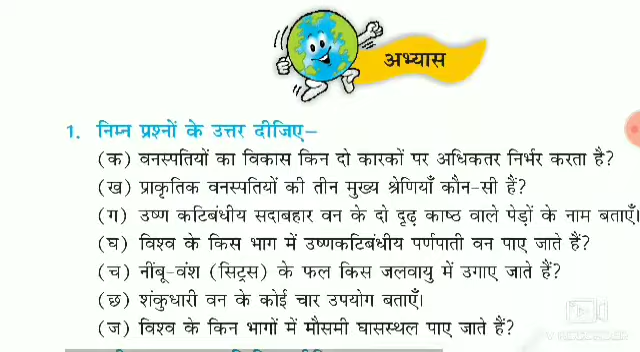 अभ्यास
1. निम्न प्रश्नों के उत्तर दीजिए–
(क) वनस्पतियों का विकास किन दो कारकों पर अधिकतर निर्भर करता है?
(ख) प्राकृतिक वनस्पतियों की तीन मुख्य श्रेणियाँ कौन-सी हैं?
(ग) उष्ण कटिबंधीय सदाबहार वन के दो दृढ़ काष्ठ वाले पेड़ों के नाम बताएँ।
(घ) विश्व के किस भाग में उष्णकटिबंधीय पर्णपाती वन पाए जाते हैं?
(च) नींबू-वंश (सिट्रस) के फल किस जलवायु में उगाए जाते हैं?
(छ) शंकुधारी वन के कोई चार उपयोग बताएँ।
(ज) विश्व के किन भागों में मौसमी घासस्थल पाए जाते हैं?